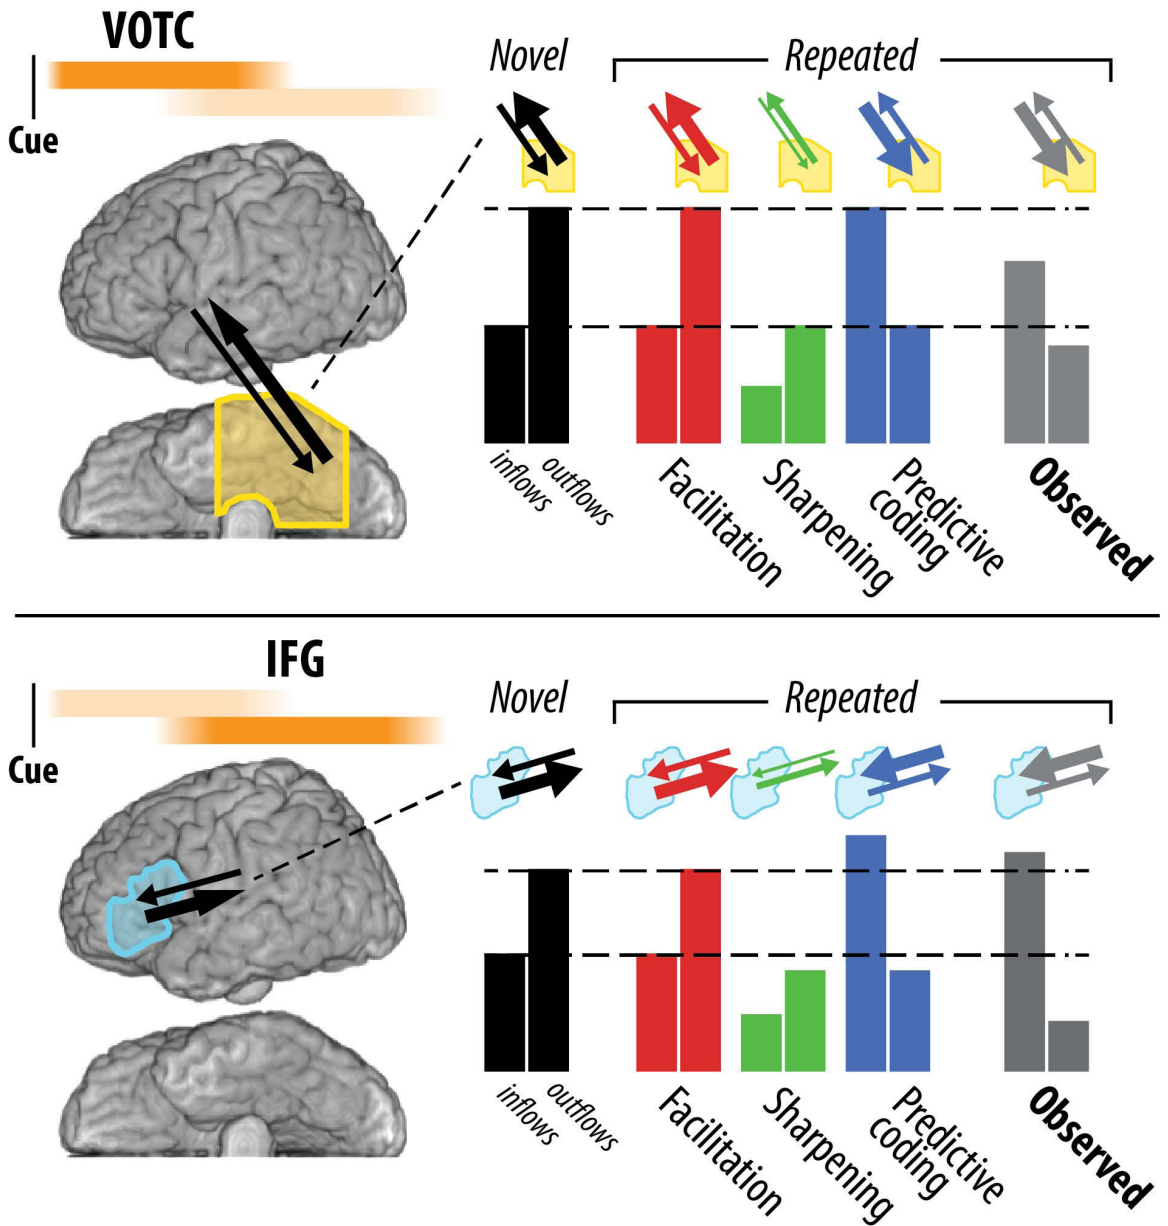 VOTC
Cue
Novel
Repeated
inflows
outflows
Facilitation
Sharpening
Predictive
coding
Observed
IFG
Cue
Novel
Repeated
inflows
outflows
Facilitation
Sharpening
Predictive
coding
Observed